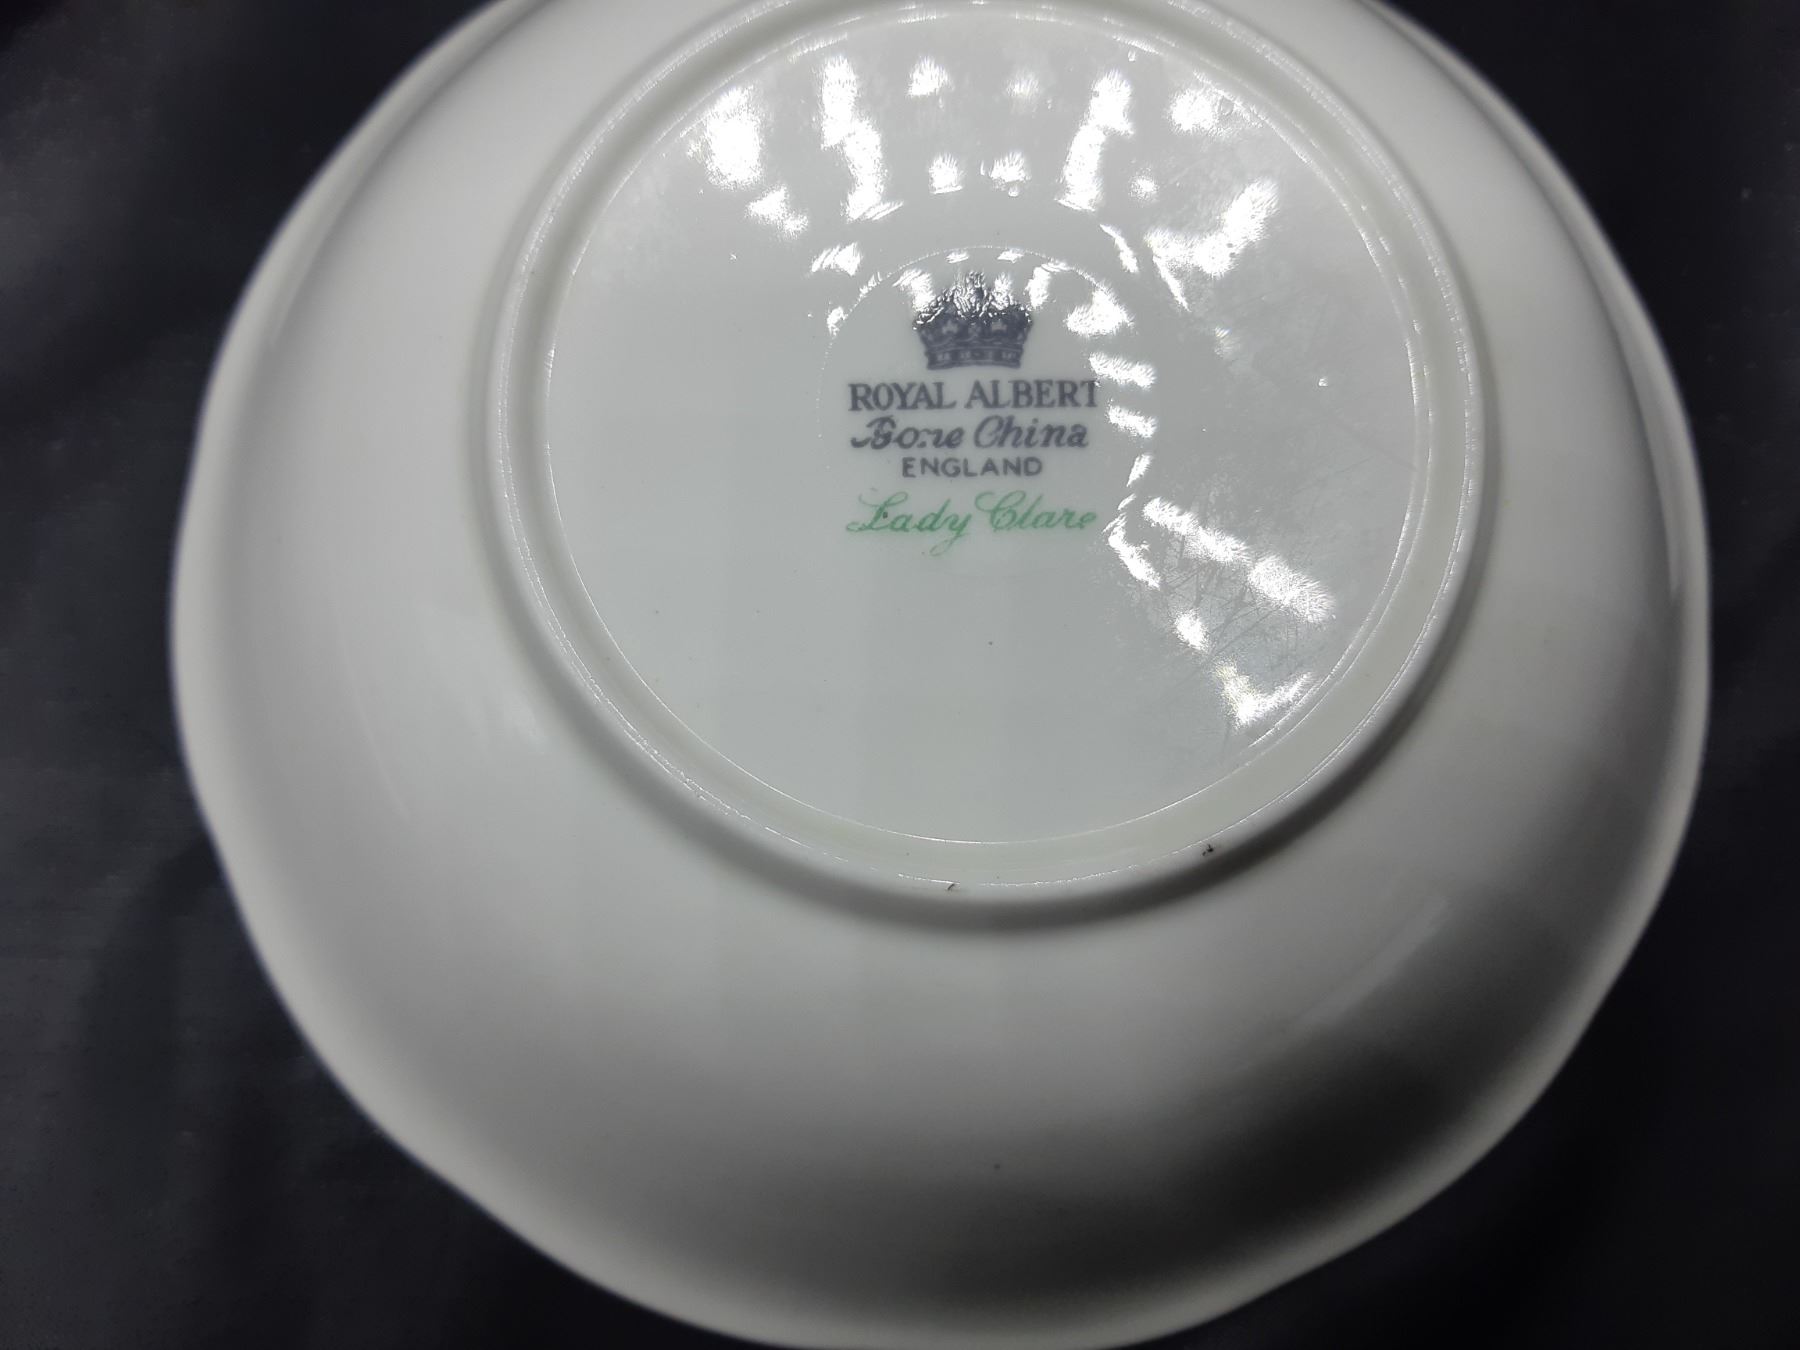 ROYAL ALBERT
Bone China
ENGLAND
Lady Clare